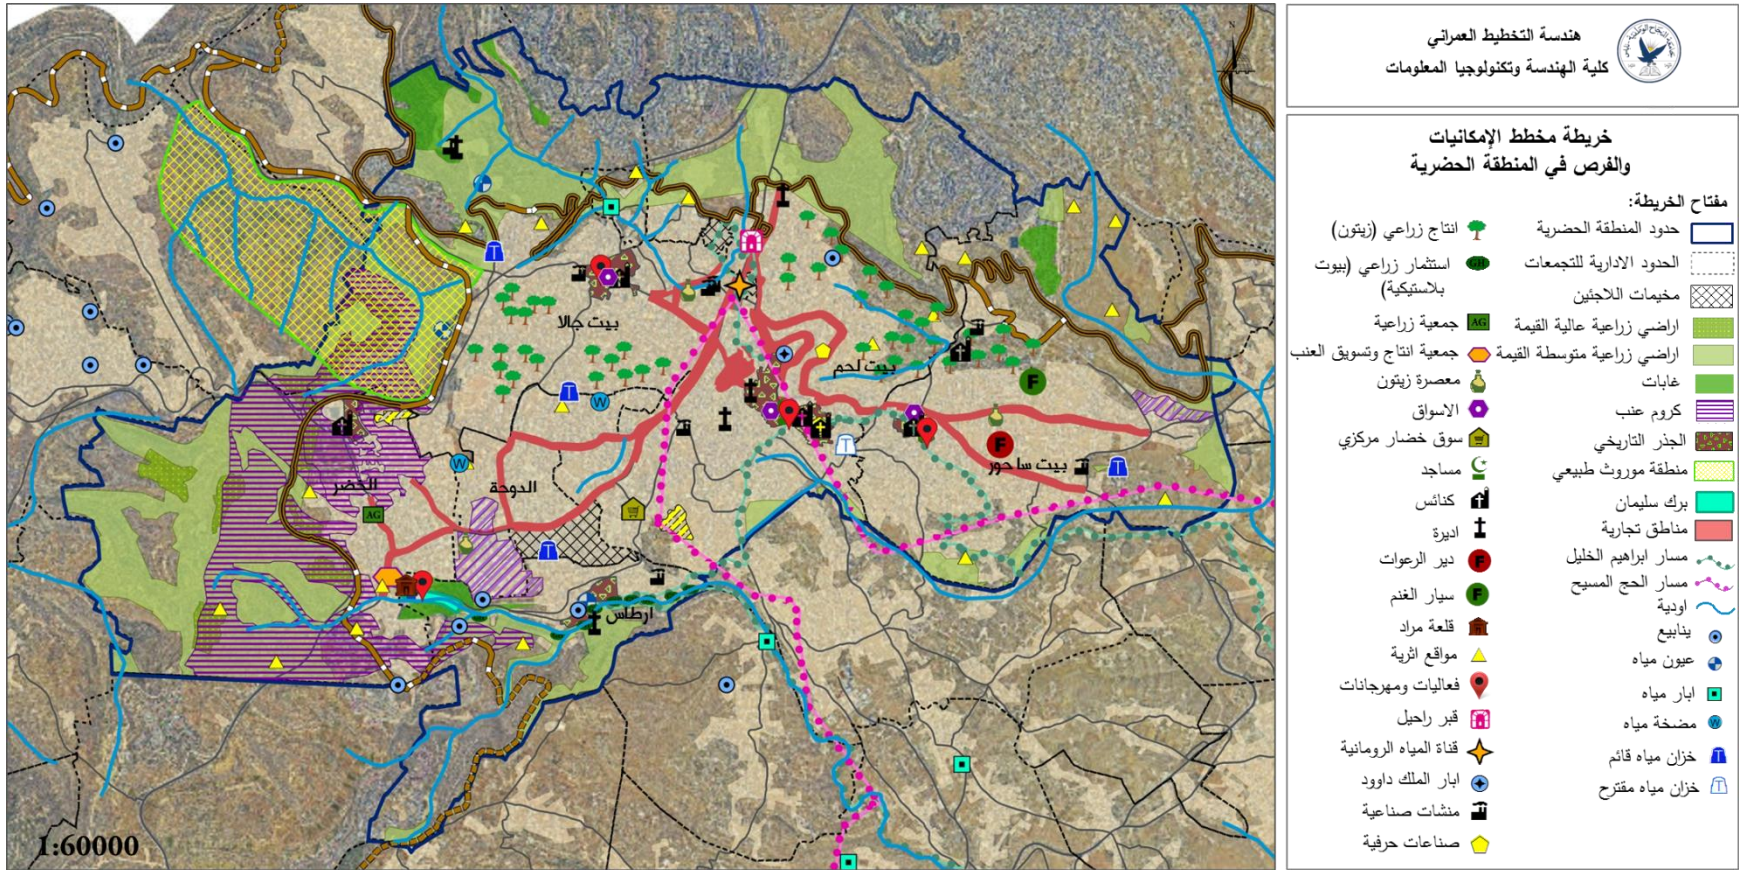 هندسة التخطيط العمراني
كلية الهندسة وتكنولوجيا المعلومات
خريطة مخطط الإمكانيات
والفرص في المنطقة الحضرية
مفتاح الخريطة:
حدود المنطقة الحضرية
الحدود الادارية للتجمعات
مخيمات اللاجئين
اراضي زراعية عالية القيمة
اراضي زراعية متوسطة القيمة
غابات
كروم عنب
الجذر التاريخي
منطقة موروث طبيعي
برك سليمان
مناطق تجارية
مسار ابراهيم الخليل
مسار الحج المسيح
اودية
ينابيع
عيون مياه
ابار مياه
W مضخة مياه
T خزان مياه قائم
T خزان مياه مقترح
انتاج زراعي (زيتون)
GH استثمار زراعي (بيوت
بلاستيكية)
AG جمعية زراعية
جمعية انتاج وتسويق العنب
معصرة زيتون
الاسواق
سوق خضار مركزي
مساجد
كنائس
اديرة
F دير الرعوات
F سيار الغنم
قلعة مراد
مواقع اثرية
فعاليات ومهرجانات
قبر راحيل
قناة المياه الرومانية
ابار الملك داوود
منشات صناعية
صناعات حرفية
بيت جالا
بيت لحم
بيت ساحور
الدوحة
الخضر
ارطاس
T
T
T
T
T
W
W
AG
F
F
N
1:60000